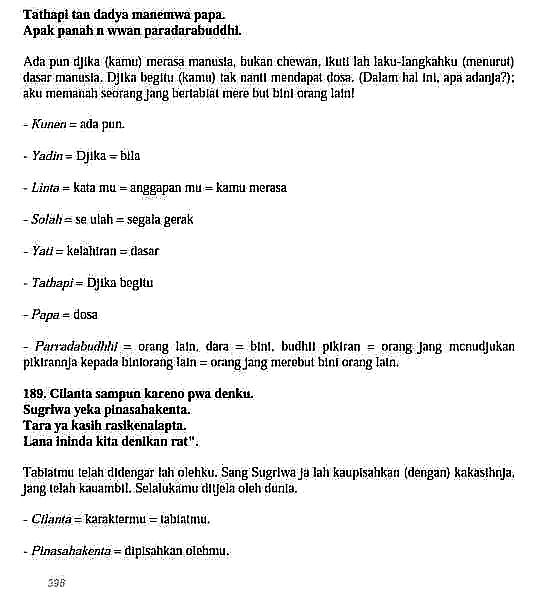 Tathapi tan dadya manemwa papa.
Apak panah n wwan paradarabuddhi.
Ada pun djika (kamu) merasa manusia, bukan chewan, ikuti lah laku-langkahku (menurut)
dasar manusia. Djika begitu (kamu) tak nanti mendapat dosa. (Dalam hal ini, apa adanja?);
aku memanah seorang jang bertabiat mere but bini orang lain!
- Kunen = ada pun.
- Yadin = Djika = bila
- Linta = kata mu = anggapan mu = kamu merasa
- Solah = se ulah = segala gerak
- Yati = kelahiran = dasar
- Tathapi = Djika begitu
- Papa = dosa
- Parradabudhhi = orang lain, dara = bini, budhii pikiran = orang jang menudjukan
pikirannja kepada biniorang lain = orang jang merebut bini orang lain.
189. Cilanta sampun kareno pwa denku.
Sugriwa yeka pinasahakenta.
Tara ya kasih rasikenalapta.
Lana ininda kita denikan rat".
Tabiatmu telah didengar lah olehku. Sang Sugriwa ja lah kaupisahkan (dengan) kakasihnja,
jang telah kauambil. Selalukamu ditjela oleh dunia.
- Cilanta = karaktermu = tabiatmu.
- Pinasahakenta = dipisahkan olehmu.
398